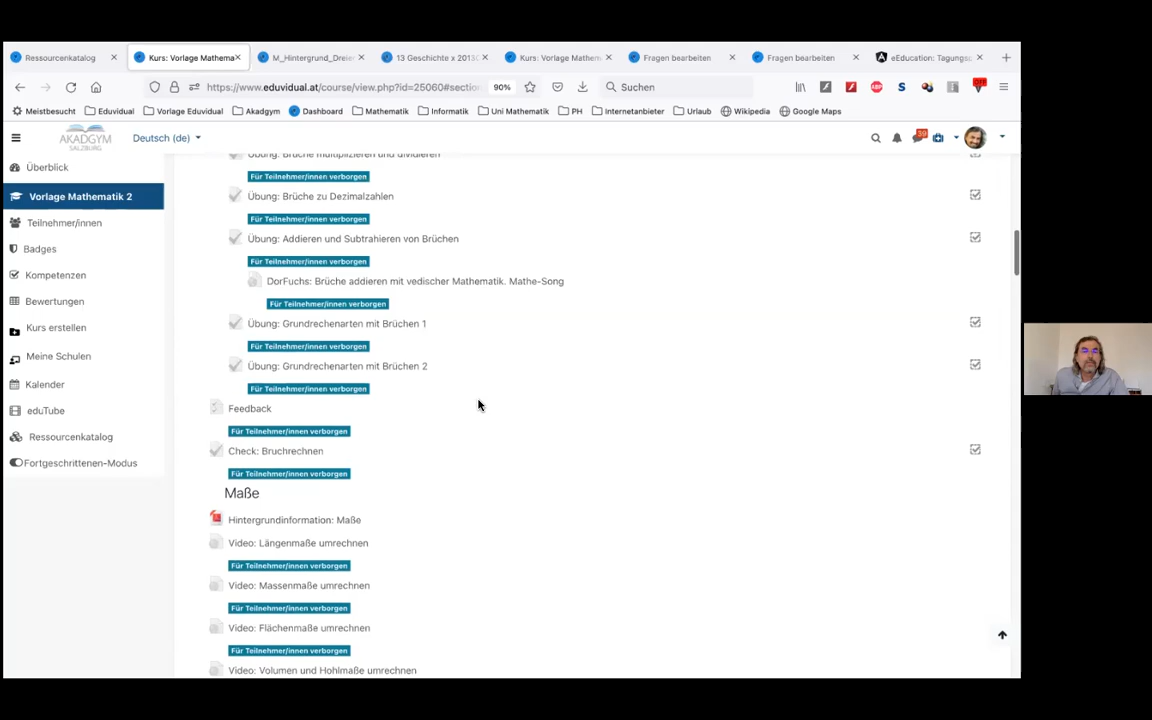 Ressourcenkatalog
Kurs: Vorlage Mathema
M_Hintergrund_Dreie
13 Geschichte x 2013
Kurs: Vorlage Mathem
Fragen bearbeiten
Fragen bearbeiten
eEducation: Tagungs
https://www.eduvidual.at/course/view.php?id=25060#sectio
90%
Suchen
Meistbesucht
Eduvidual
Vorlage Eduvidual
Akadgym
Dashboard
Mathematik
Informatik
Uni Mathematik
PH
Internetanbieter
Urlaub
Wikipedia
Google Maps
AKADGYM
SALZBURG
Deutsch (de)
Überblick
Vorlage Mathematik 2
Teilnehmer/innen
Badges
Kompetenzen
Bewertungen
Kurs erstellen
Meine Schulen
Kalender
eduTube
Ressourcenkatalog
Fortgeschrittenen-Modus
Übung: Brüche multiplizieren und dividieren
Für Teilnehmer/innen verborgen
Übung: Brüche zu Dezimalzahlen
Für Teilnehmer/innen verborgen
Übung: Addieren und Subtrahieren von Brüchen
Für Teilnehmer/innen verborgen
DorFuchs: Brüche addieren mit vedischer Mathematik. Mathe-Song
Für Teilnehmer/innen verborgen
Übung: Grundrechenarten mit Brüchen 1
Für Teilnehmer/innen verborgen
Übung: Grundrechenarten mit Brüchen 2
Für Teilnehmer/innen verborgen
Feedback
Für Teilnehmer/innen verborgen
Check: Bruchrechnen
Für Teilnehmer/innen verborgen
Maße
Hintergrundinformation: Maße
Video: Längenmaße umrechnen
Für Teilnehmer/innen verborgen
Video: Massenmaße umrechnen
Für Teilnehmer/innen verborgen
Video: Flächenmaße umrechnen
Für Teilnehmer/innen verborgen
Video: Volumen und Hohlmaße umrechnen